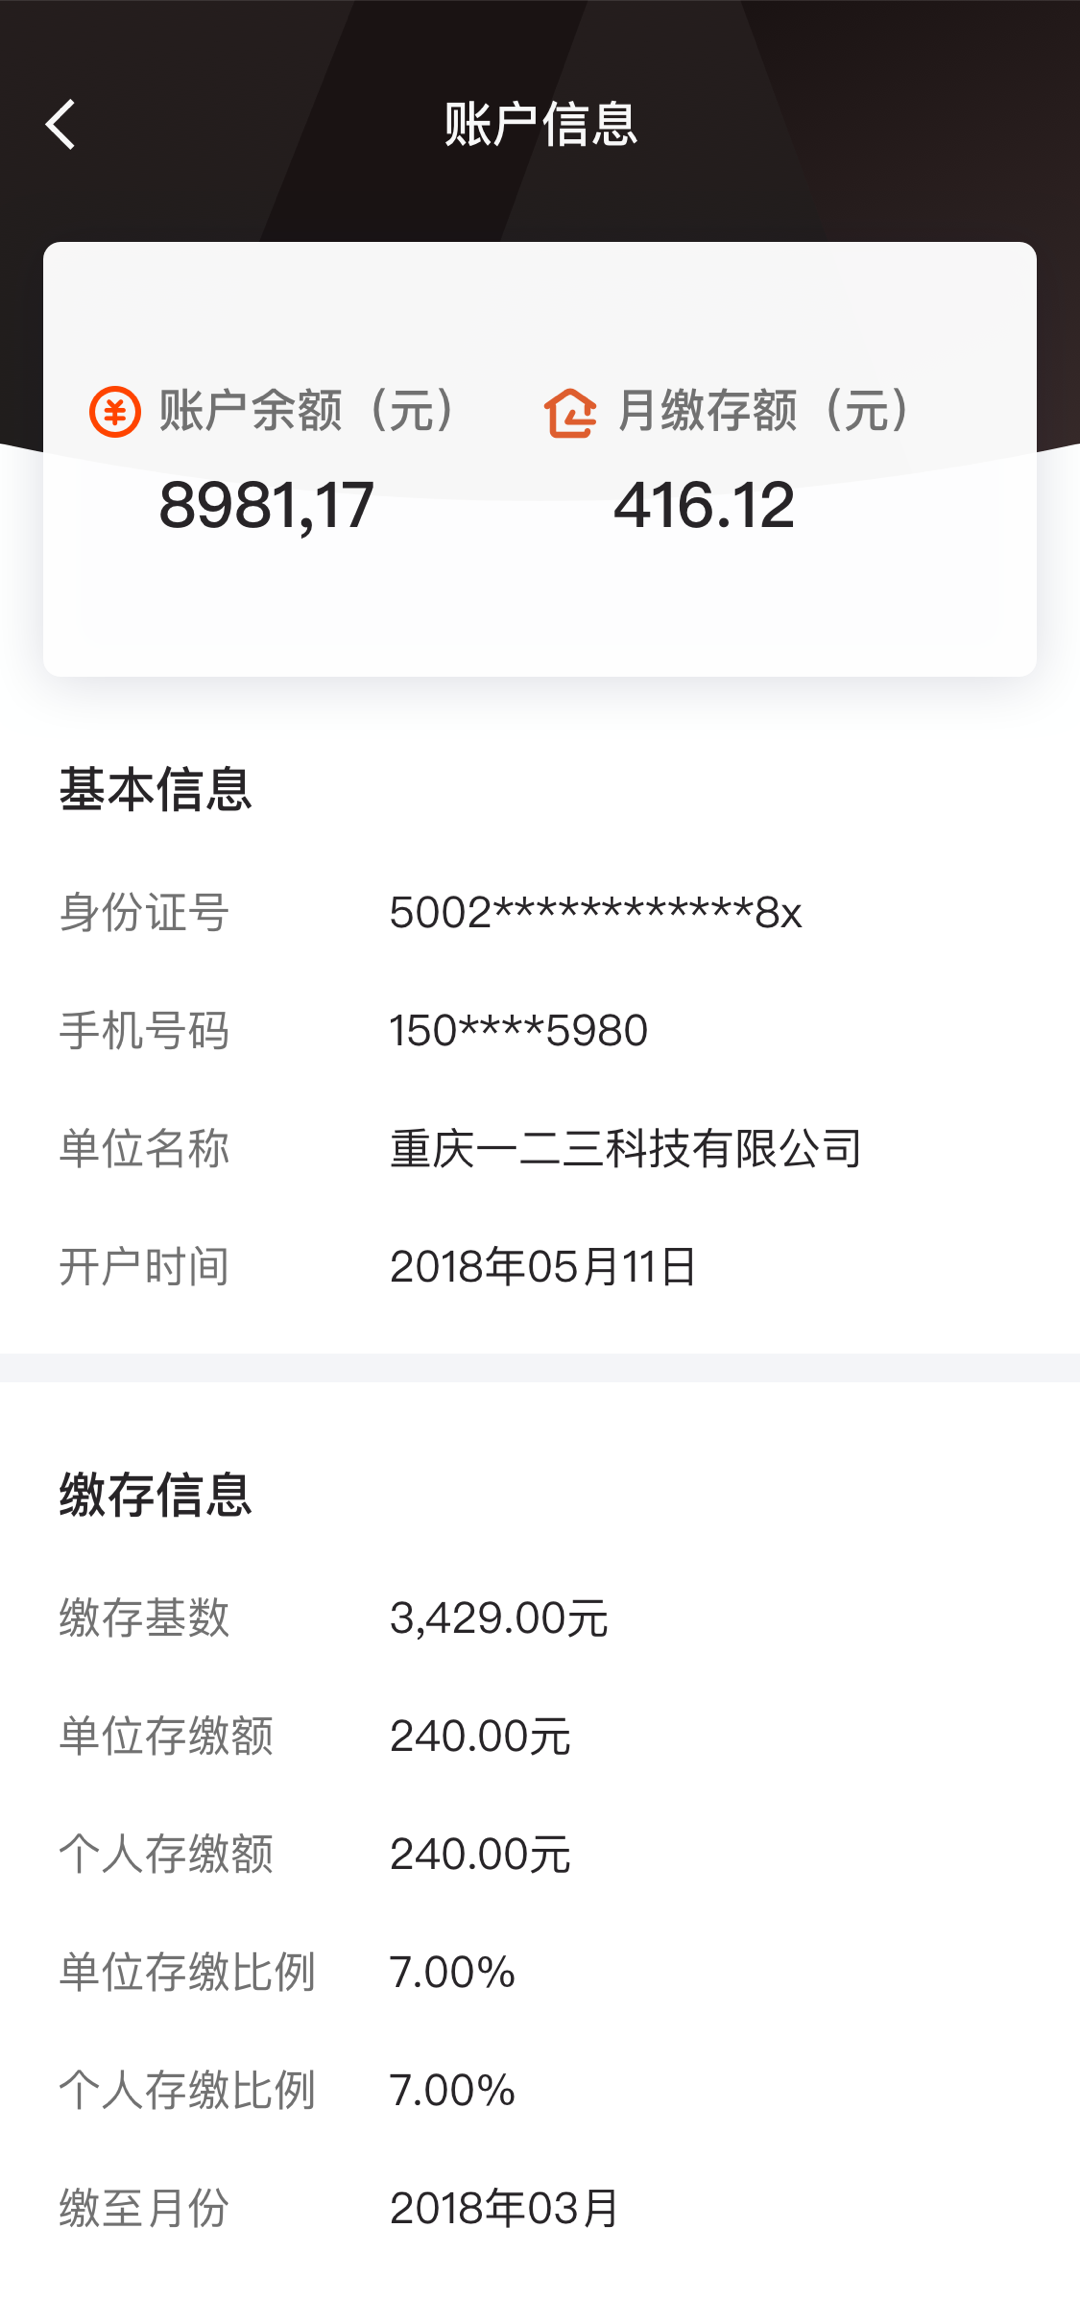 账户信息
账户余额（元） 月缴存额（元）
8981,17 416.12
基本信息
身份证号 5002************8x
手机号码 150****5980
单位名称 重庆一二三科技有限公司
开户时间 2018年05月11日
缴存信息
缴存基数 3,429.00元
单位存缴额 240.00元
个人存缴额 240.00元
单位存缴比例 7.00%
个人存缴比例 7.00%
缴至月份 2018年03月